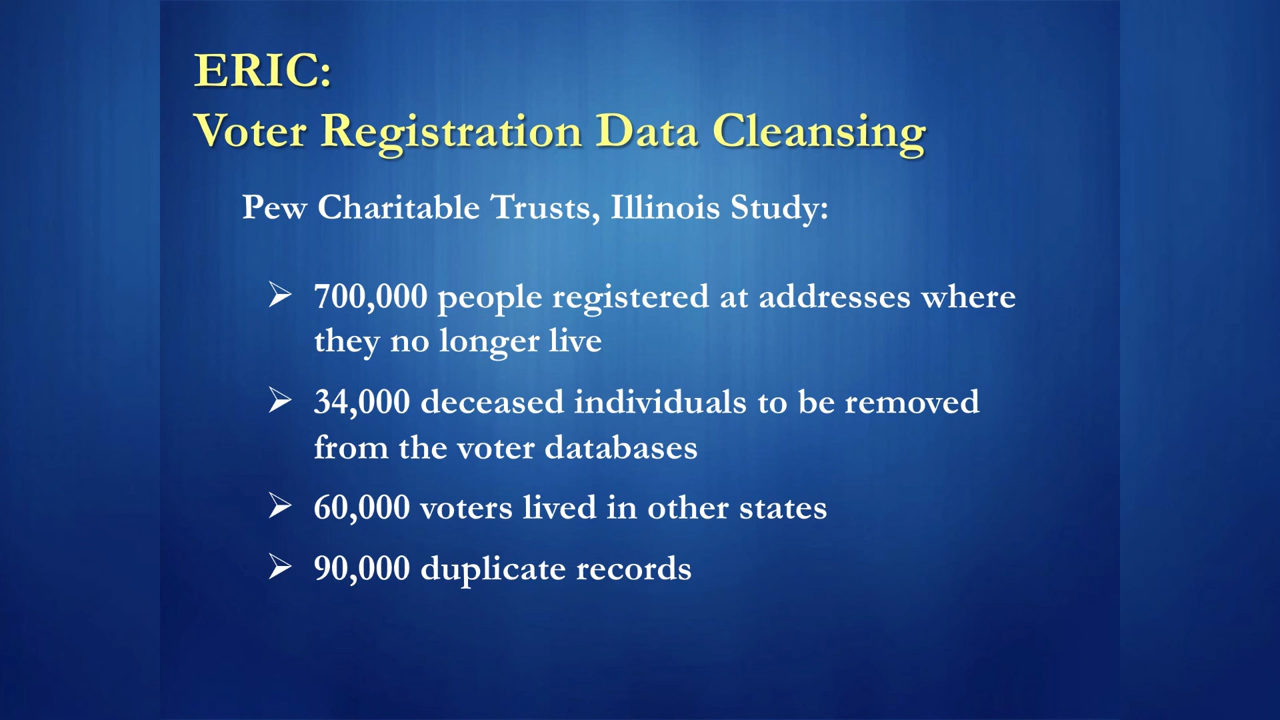 ERIC:
Voter Registration Data Cleansing
Pew Charitable Trusts, Illinois Study:
➢ 700,000 people registered at addresses where
they no longer live
➢ 34,000 deceased individuals to be removed
from the voter databases
➢ 60,000 voters lived in other states
➢ 90,000 duplicate records